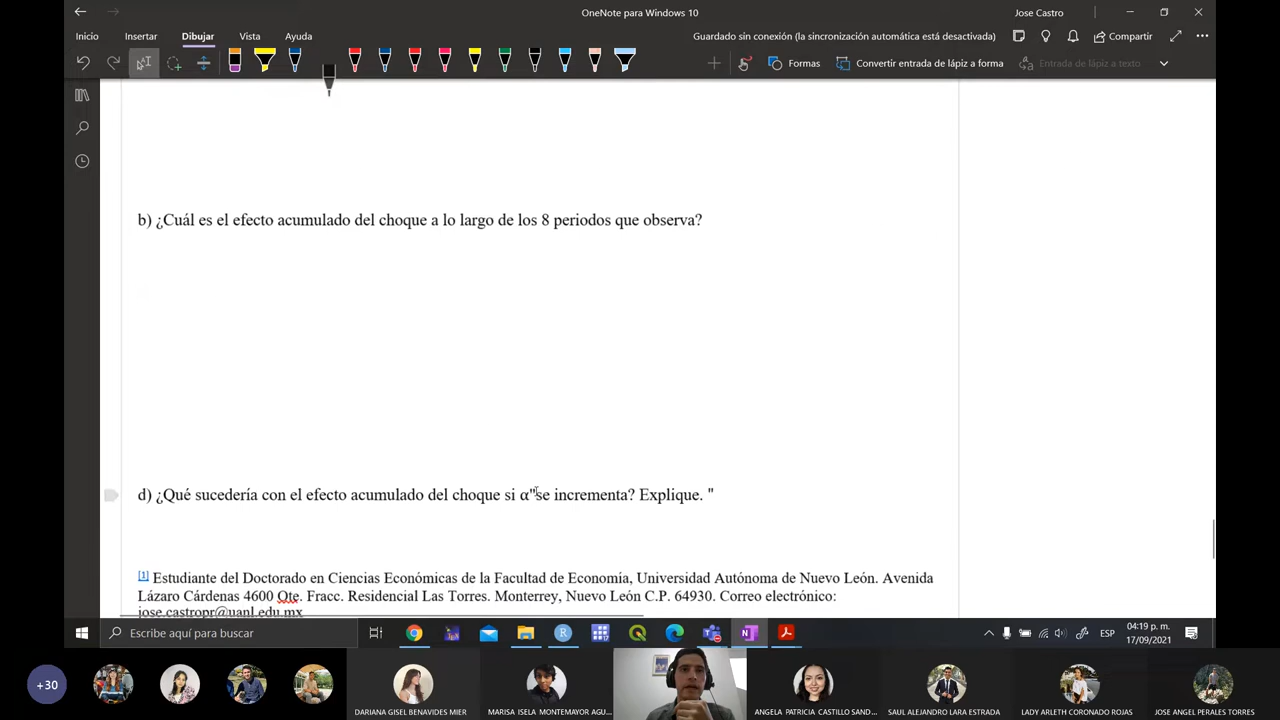 OneNote para Windows 10
Jose Castro
Inicio Insertar Dibujar Vista Ayuda
Guardado sin conexión (la sincronización automática está desactivada)
Compartir
Formas
Convertir entrada de lápiz a forma
Entrada de lápiz a texto
b) ¿Cuál es el efecto acumulado del choque a lo largo de los 8 periodos que observa?
d) ¿Qué sucedería con el efecto acumulado del choque si α"se incrementa? Explique. "
[1] Estudiante del Doctorado en Ciencias Económicas de la Facultad de Economía, Universidad Autónoma de Nuevo León. Avenida
Lázaro Cárdenas 4600 Ote. Fracc. Residencial Las Torres. Monterrey, Nuevo León C.P. 64930. Correo electrónico:
jose.castropr@uanl.edu.mx
Escribe aquí para buscar
ESP
04:19 p. m.
17/09/2021
+30
DARIANA GISEL BENAVIDES MIER
MARISA ISELA MONTEMAYOR AGU...
ANGELA PATRICIA CASTILLO SAND...
SAUL ALEJANDRO LARA ESTRADA
LADY ARLETH CORONADO ROJAS
JOSE ANGEL PERALES TORRES